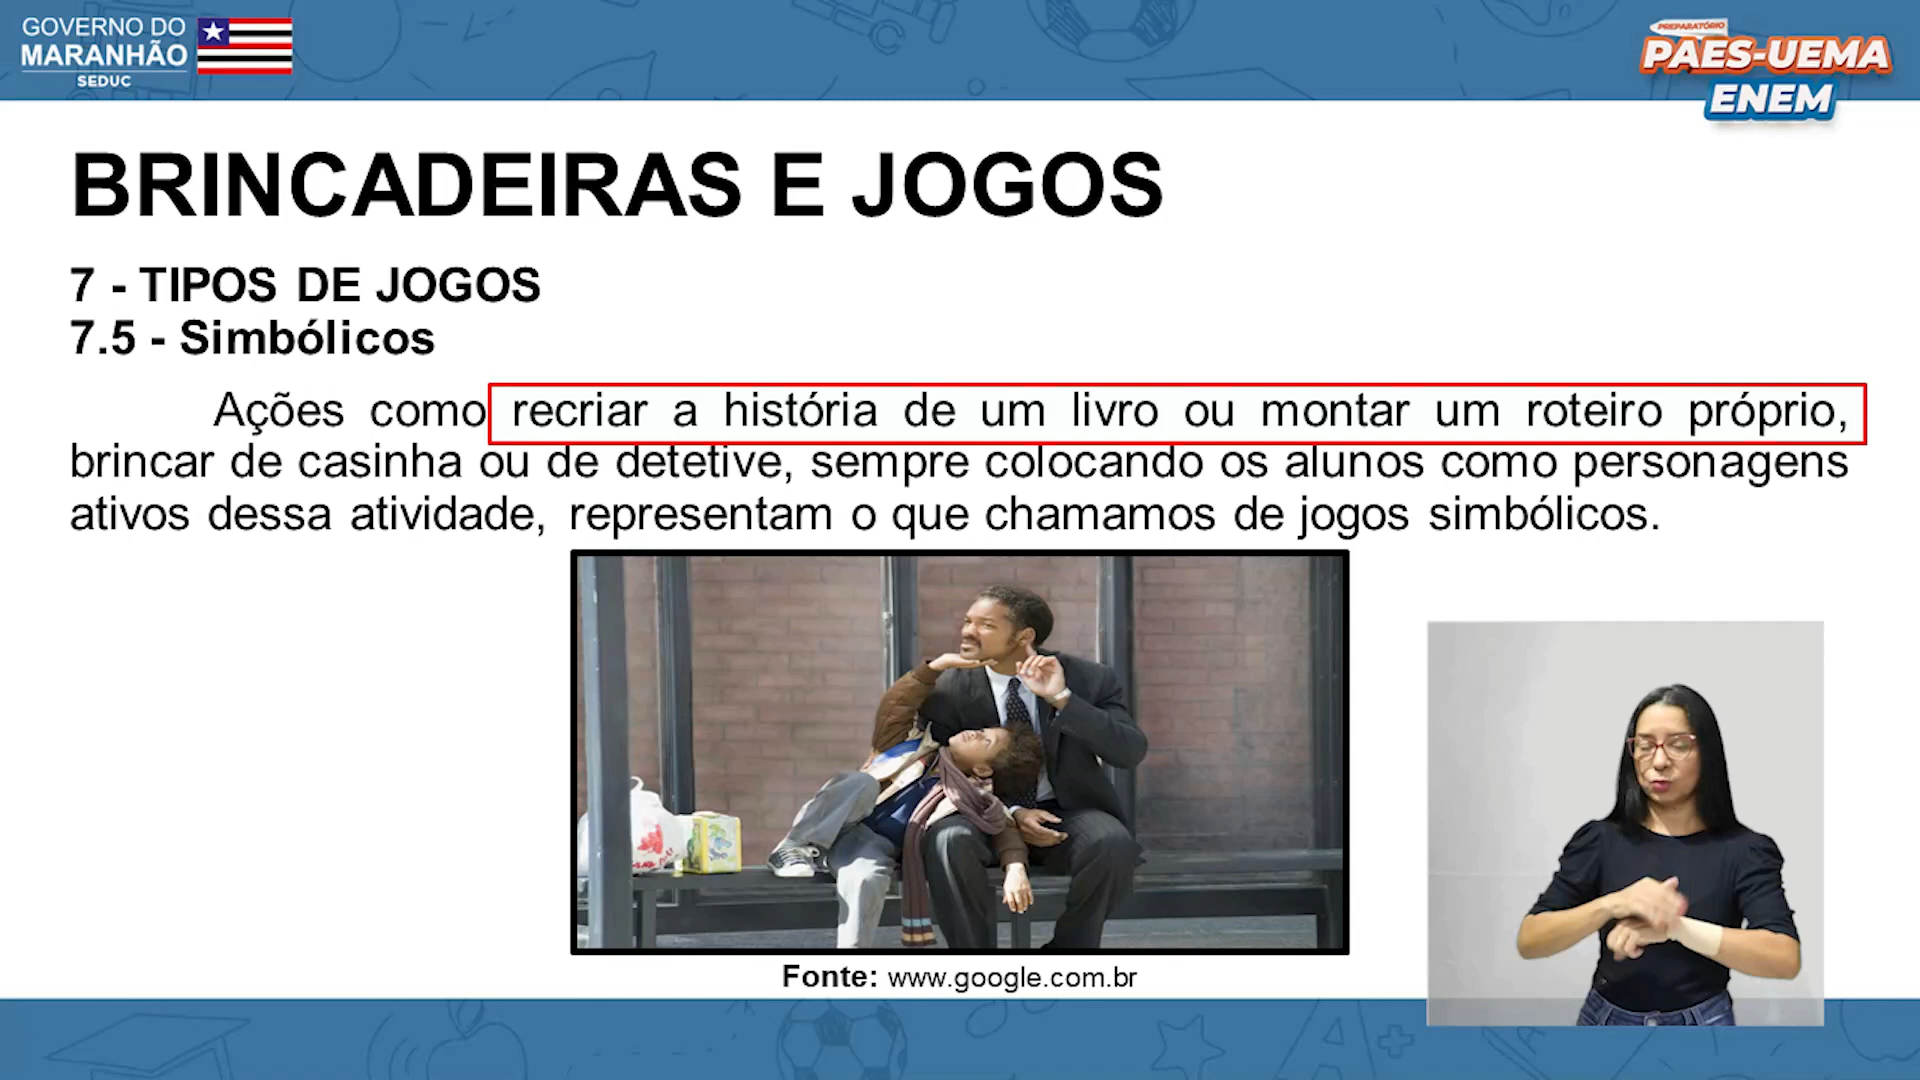 GOVERNO DO
MARANHÃO
SEDUC
PREPARATÓRIO
PAES-UEMA
ENEM
BRINCADEIRAS E JOGOS
7 - TIPOS DE JOGOS
7.5 - Simbólicos
Ações como recriar a história de um livro ou montar um roteiro próprio,
brincar de casinha ou de detetive, sempre colocando os alunos como personagens
ativos dessa atividade, representam o que chamamos de jogos simbólicos.
Fonte: www.google.com.br